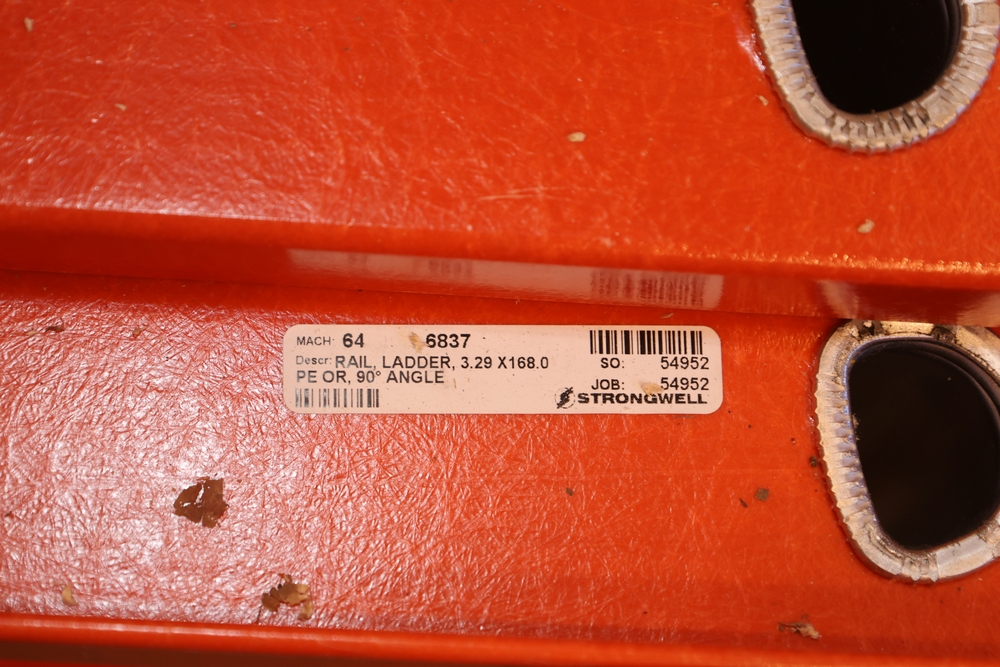 MACH: 64 6837
Descr: RAIL, LADDER, 3.29 X168.0
PE OR, 90° ANGLE
SO: 54952
JOB: 54952
STRONGWELL